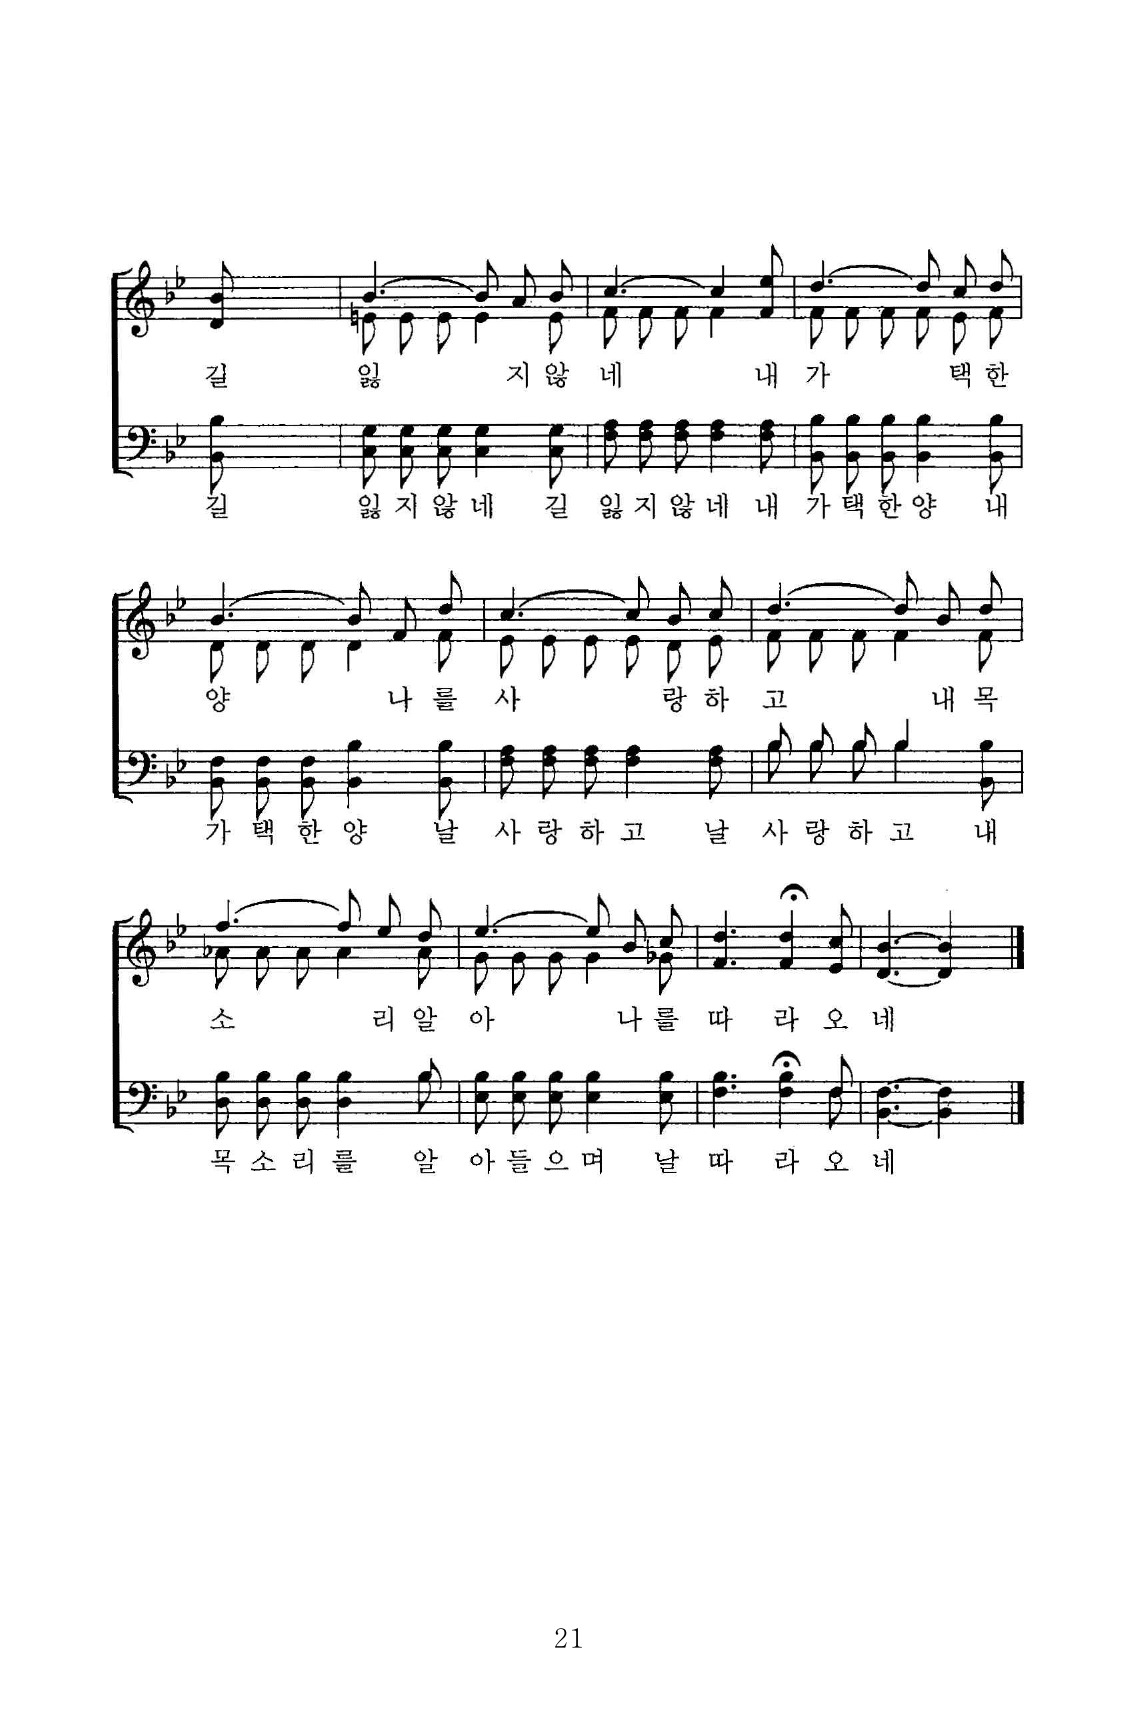 길 잃 지 않 네 내 가 택 한
길 잃 지 않 네 길 잃 지 않 네 내 가 택 한 양 내
양 나 를 사 랑 하 고 내 목
가 택 한 양 날 사 랑 하 고 날 사 랑 하 고 내
소 리 알 아 나 를 따 라 오 네
목 소 리 를 알 아 들 으 며 날 따 라 오 네
21